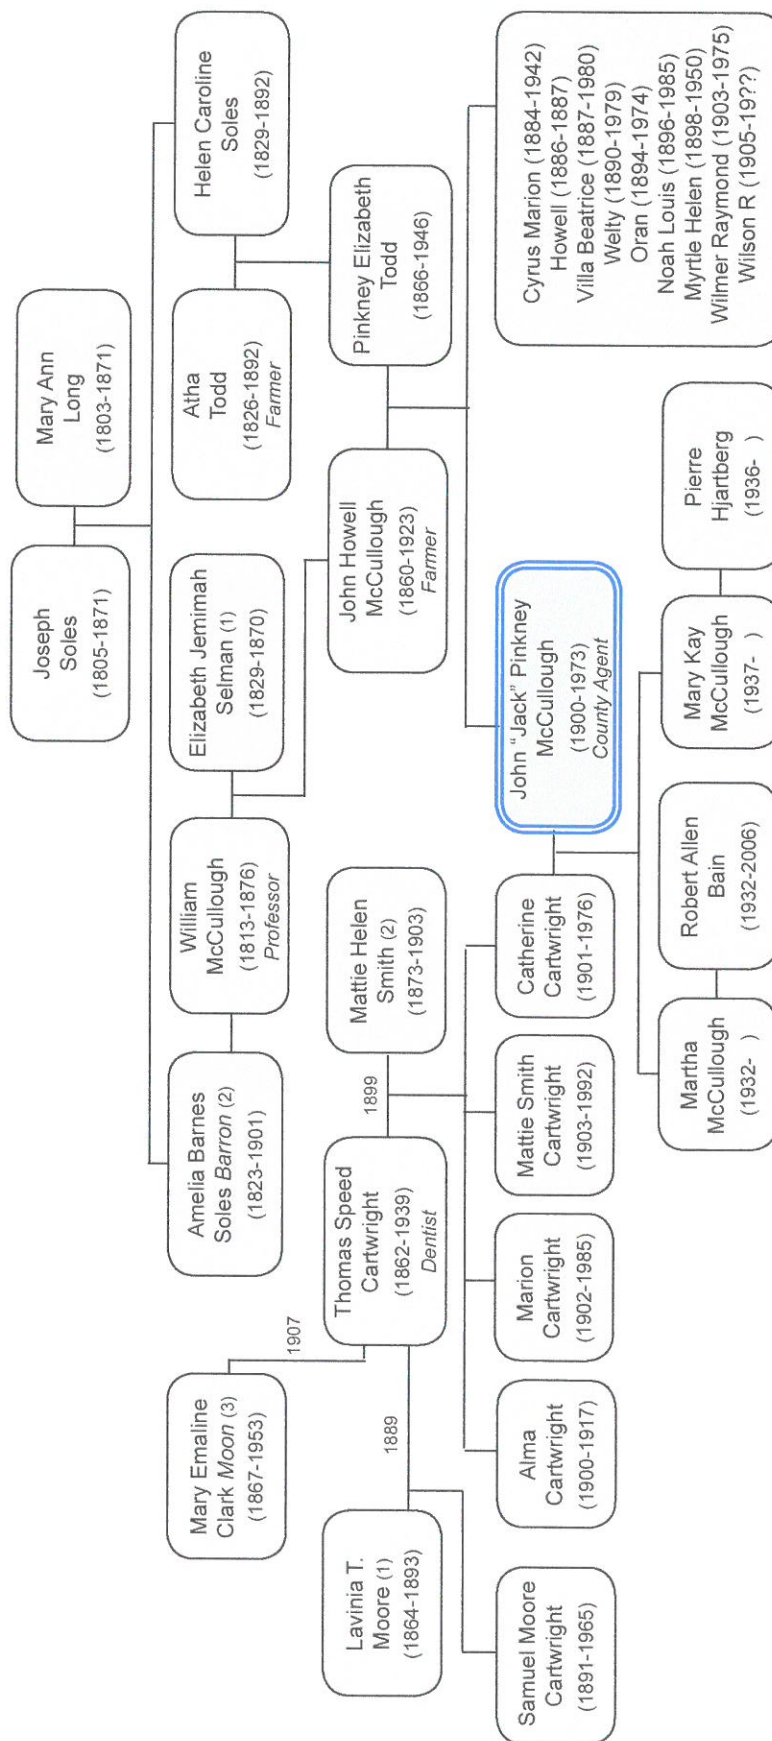 Joseph
Soles
(1805-1871)
Mary Ann
Long
(1803-1871)
Mary Emaline
Clark Moon (3)
(1867-1953)
Amelia Barnes
Soles Barron (2)
(1823-1901)
William
McCullough
(1813-1876)
Professor
Elizabeth Jemimah
Selman (1)
(1829-1870)
Atha
Todd
(1826-1892)
Farmer
Helen Caroline
Soles
(1829-1892)
1907
Lavinia T.
Moore (1)
(1864-1893)
1889
Thomas Speed
Cartwright
(1862-1939)
Dentist
1899
Mattie Helen
Smith (2)
(1873-1903)
John Howell
McCullough
(1860-1923)
Farmer
Pinkney Elizabeth
Todd
(1866-1946)
Samuel Moore
Cartwright
(1891-1965)
Alma
Cartwright
(1900-1917)
Marion
Cartwright
(1902-1985)
Mattie Smith
Cartwright
(1903-1992)
Catherine
Cartwright
(1901-1976)
John “Jack” Pinkney
McCullough
(1900-1973)
County Agent
Cyrus Marion (1884-1942)
Howell (1886-1887)
Villa Beatrice (1887-1980)
Welty (1890-1979)
Oran (1894-1974)
Noah Louis (1896-1985)
Myrtle Helen (1898-1950)
Wilmer Raymond (1903-1975)
Wilson R (1905-19??)
Martha
McCullough
(1932- )
Robert Allen
Bain
(1932-2006)
Mary Kay
McCullough
(1937- )
Pierre
Hjartberg
(1936- )